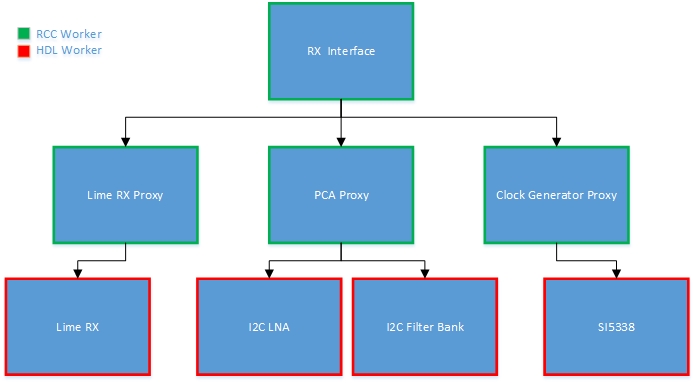 RCC Worker
HDL Worker
RX Interface
Lime RX Proxy
PCA Proxy
Clock Generator Proxy
Lime RX
I2C LNA
I2C Filter Bank
SI5338